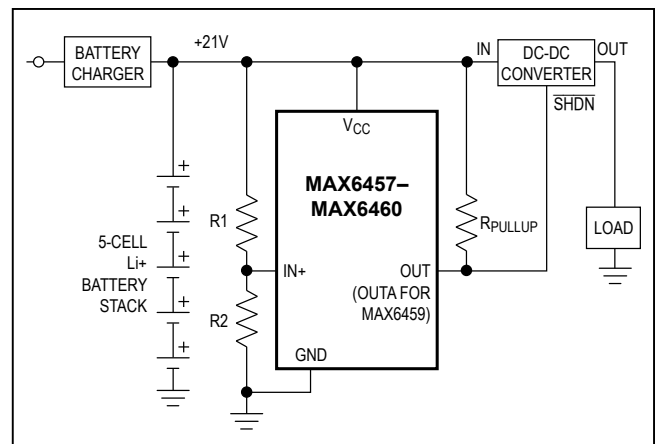 +21V
BATTERY
CHARGER
IN
DC-DC
CONVERTER
OUT
SHDN
VCC
MAX6457–
MAX6460
R1
RPULLUP
LOAD
5-CELL
Li+
BATTERY
STACK
+
+
+
+
+
IN+
OUT
(OUTA FOR
MAX6459)
R2
GND